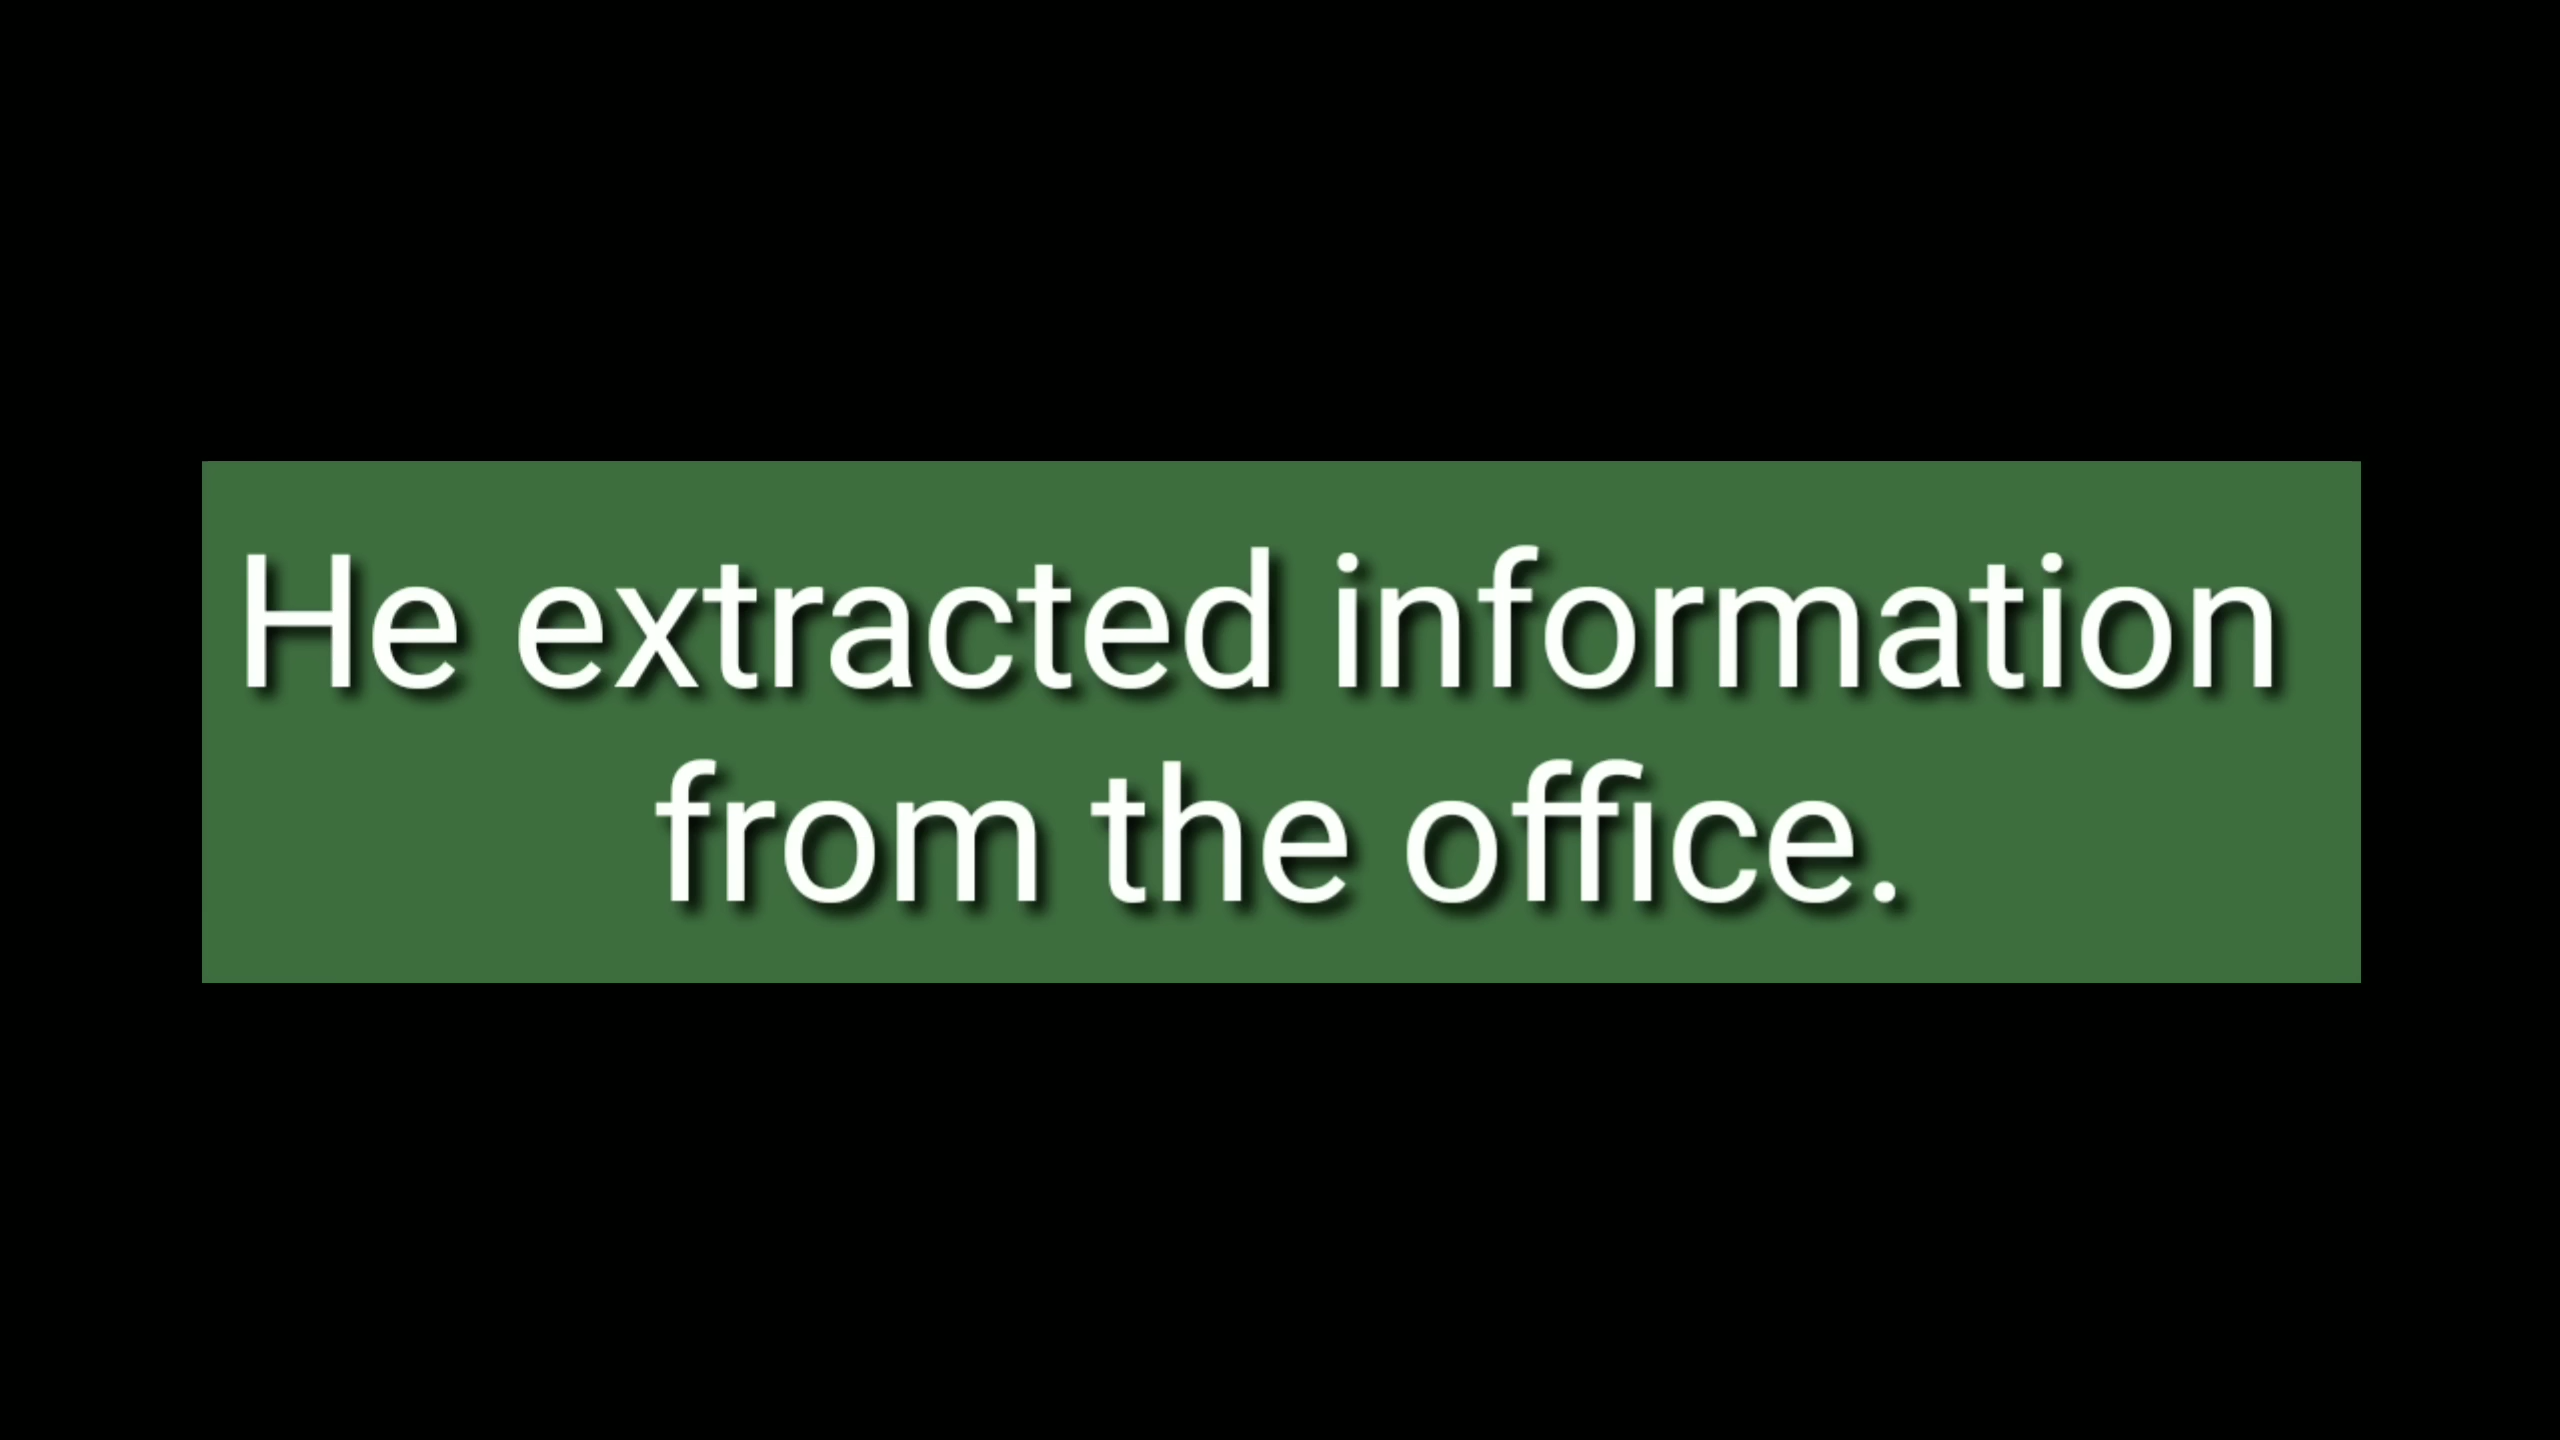 He extracted information
from the office.